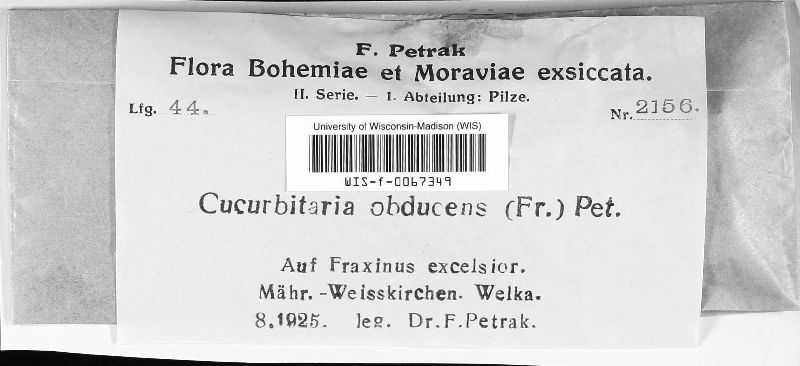 F. Petrak
Flora Bohemiae et Moraviae exsiccata.
II. Serie. — 1. Abteilung: Pilze.
Lfg. 44.
Nr. 2156.
University of Wisconsin-Madison (WIS)
WIS-f-0067349
Cucurbitaria obducens (Fr.) Pet.
Auf Fraxinus excelsior.
Mähr.-Weisskirchen. Welka.
8.1925. leg. Dr. F. Petrak.